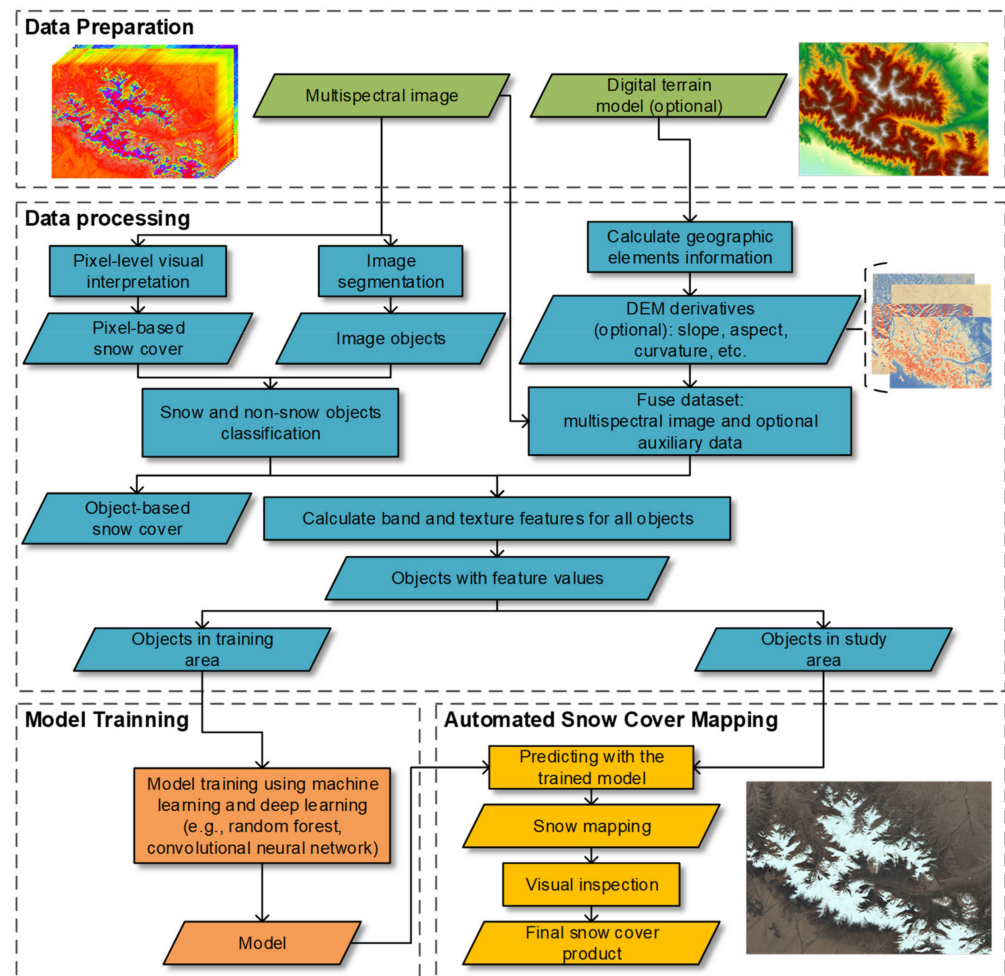 Data Preparation
Multispectral image
Digital terrain
model (optional)
Data processing
Pixel-level visual
interpretation
Image
segmentation
Calculate geographic
elements information
Pixel-based
snow cover
Image objects
DEM derivatives
(optional): slope, aspect,
curvature, etc.
Snow and non-snow objects
classification
Fuse dataset:
multispectral image and optional
auxiliary data
Object-based
snow cover
Calculate band and texture features for all objects
Objects with feature values
Objects in training
area
Objects in study
area
Model Trainning
Model training using machine
learning and deep learning
(e.g., random forest,
convolutional neural network)
Model
Automated Snow Cover Mapping
Predicting with the
trained model
Snow mapping
Visual inspection
Final snow cover
product